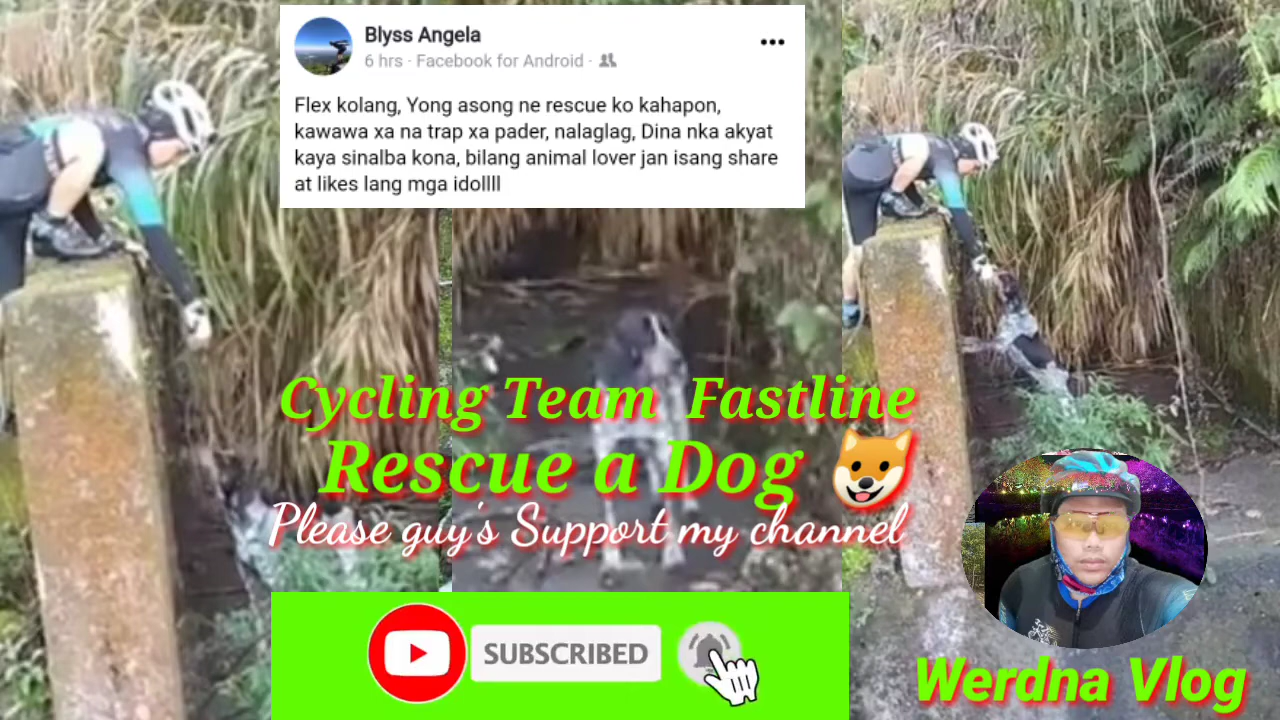 Blyss Angela
6 hrs · Facebook for Android ·
Flex kolang, Yong asong ne rescue ko kahapon,
kawawa xa na trap xa pader, nalaglag, Dina nka akyat
kaya sinalba kona, bilang animal lover jan isang share
at likes lang mga idollll
Cycling Team Fastline
Rescue a Dog
Please guy's Support my channel
SUBSCRIBED
Werdna Vlog